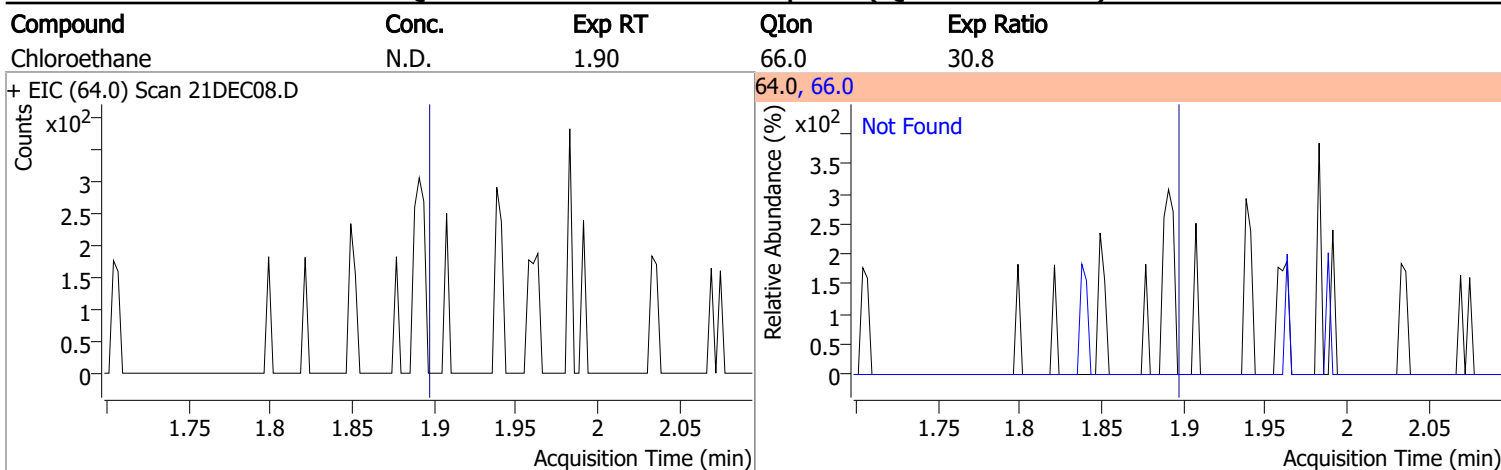 Compound Conc. Exp RT QIon Exp Ratio
Chloroethane N.D. 1.90 66.0 30.8
+ EIC (64.0) Scan 21DEC08.D
Counts
x10²
3
2.5
2
1.5
1
0.5
0
1.75 1.8 1.85 1.9 1.95 2 2.05
Acquisition Time (min)
64.0, 66.0
Relative Abundance (%)
x10²
Not Found
3.5
3
2.5
2
1.5
1
0.5
0
1.75 1.8 1.85 1.9 1.95 2 2.05
Acquisition Time (min)